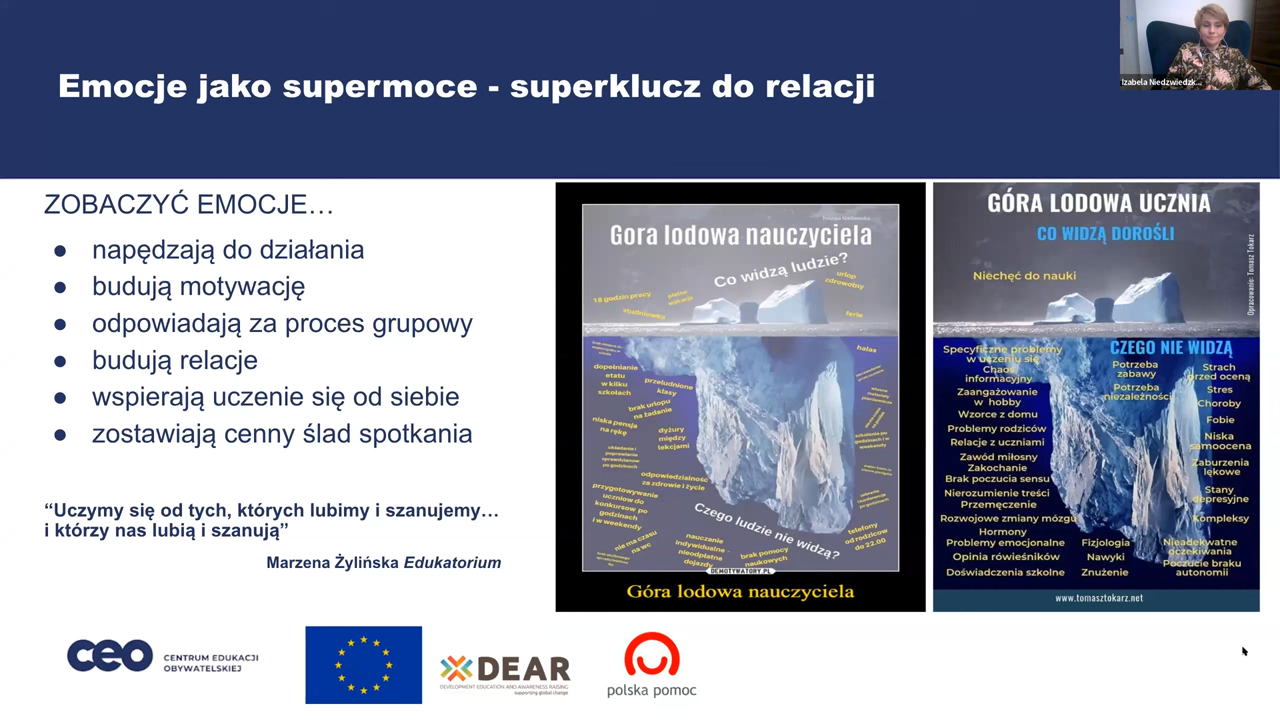 Emocje jako supermoce - superklucz do relacji
Izabela Niedzwiedzk...
ZOBACZYĆ EMOCJE…
● napędzają do działania
● budują motywację
● odpowiadają za proces grupowy
● budują relacje
● wspierają uczenie się od siebie
● zostawiają cenny ślad spotkania
“Uczymy się od tych, których lubimy i szanujemy…
i którzy nas lubią i szanują”
Marzena Żylińska Edukatorium
Gora lodowa nauczyciela
Co widzą ludzie?
18 godzin pracy
płatne
wakacje
urlop
zdrowotny
ferie
hałas
dopełnianie
etatu
w kilku
szkołach
przeludnione
klasy
brak urlopu
na żądanie
niska pensja
na rękę
dyżury
między
lekcjami
odpowiedzialność
za zdrowie i życie
przygotowywanie
uczniow do
konkursow po
godzinach
i w weekendy
nie ma czasu
na wc
nauczanie
indywidualne -
nieodpłatne
dojazdy
brak pomocy
naukowych
telefony
od rodzicow
do 22.00
Czego ludzie nie widzą?
DEMOTYWATORY.PL
Góra lodowa nauczyciela
GÓRA LODOWA UCZNIA
CO WIDZĄ DOROŚLI
Niechęć do nauki
Opracowanie: Tomasz Tokarz
CZEGO NIE WIDZĄ
Specyficzne problemy
w uczeniu się
Chaos
informacyjny
Zaangażowanie
w hobby
Wzorce z domu
Problemy rodziców
Relacje z uczniami
Zawód miłosny
Zakochanie
Brak poczucia sensu
Nierozumienie treści
Przemęczenie
Rozwojowe zmiany mózgu
Hormony
Problemy emocjonalne
Opinia rówieśników
Doświadczenia szkolne
Potrzeba
zabawy
Potrzeba
niezależności
Fizjologia
Nawyki
Znużenie
Strach
przed oceną
Stres
Choroby
Fobie
Niska
samoocena
Zaburzenia
lękowe
Stany
depresyjne
Kompleksy
Nieadekwatne
oczekiwania
Poczucie braku
autonomii
www.tomasztokarz.net
ceo CENTRUM EDUKACJI
OBYWATELSKIEJ
DEAR
DEVELOPMENT EDUCATION AND AWARENESS RAISING
supporting global change
polska pomoc